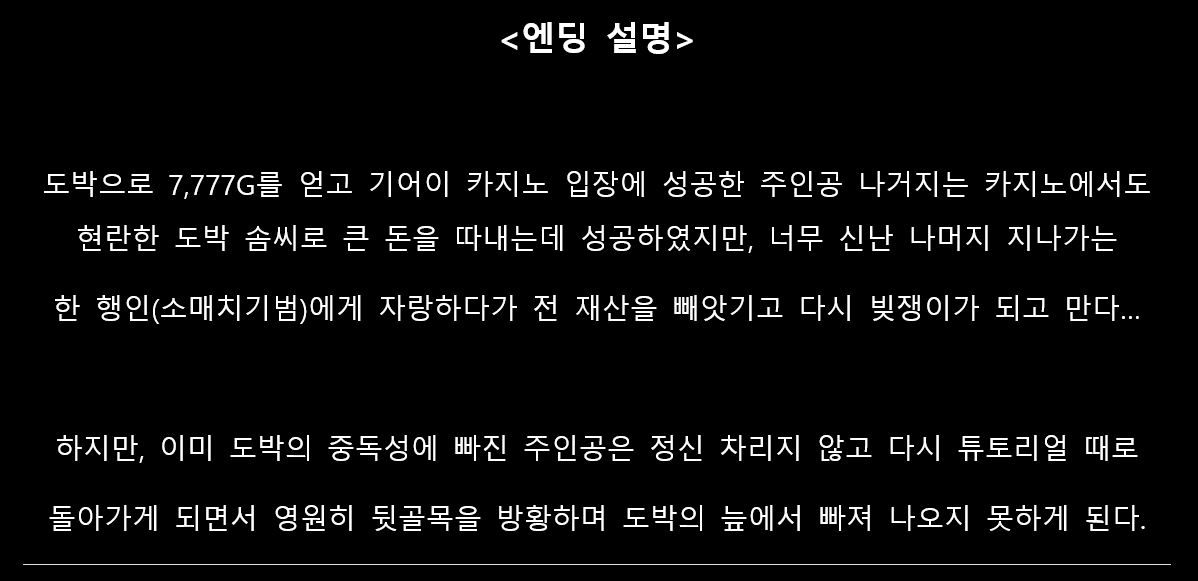 <엔딩 설명>
도박으로 7,777G를 얻고 기어이 카지노 입장에 성공한 주인공 나거지는 카지노에서도
현란한 도박 솜씨로 큰 돈을 따내는데 성공하였지만, 너무 신난 나머지 지나가는
한 행인(소매치기범)에게 자랑하다가 전 재산을 빼앗기고 다시 빚쟁이가 되고 만다...
하지만, 이미 도박의 중독성에 빠진 주인공은 정신 차리지 않고 다시 튜토리얼 때로
돌아가게 되면서 영원히 뒷골목을 방황하며 도박의 늪에서 빠져 나오지 못하게 된다.